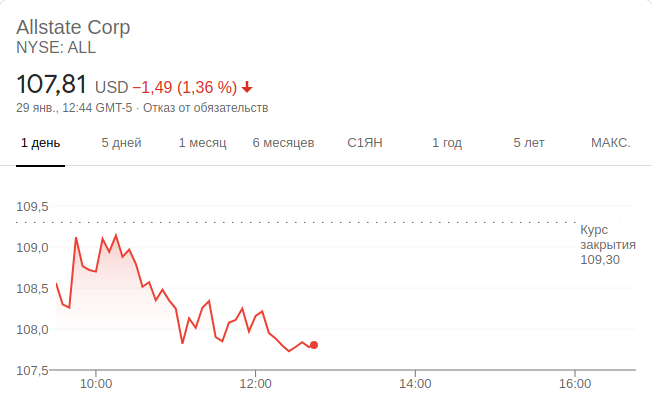 Allstate Corp
NYSE: ALL
107,81 USD −1,49 (1,36 %)
29 янв., 12:44 GMT-5 · Отказ от обязательств
1 день 5 дней 1 месяц 6 месяцев С1ЯН 1 год 5 лет МАКС.
109,5
Курс
закрытия
109,30
109,0
108,5
108,0
107,5
10:00 12:00 14:00 16:00